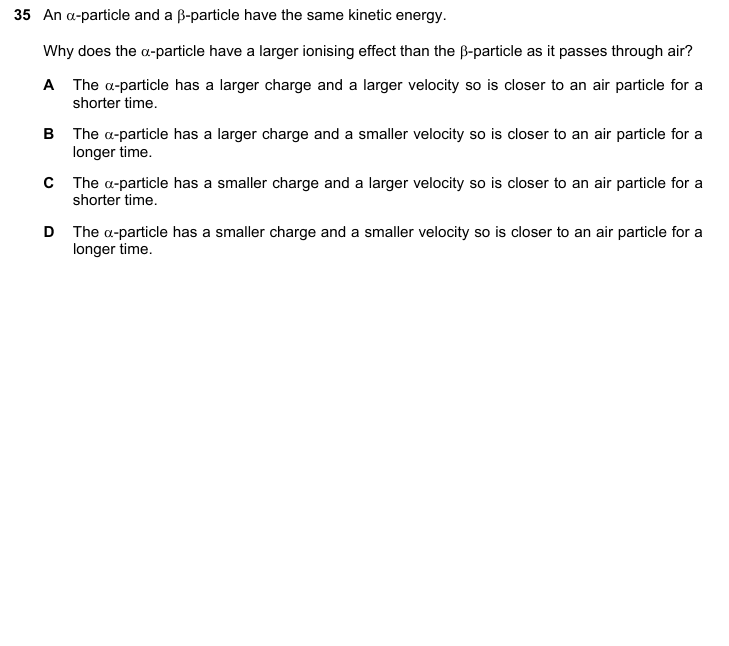 35 An α-particle and a β-particle have the same kinetic energy.
Why does the α-particle have a larger ionising effect than the β-particle as it passes through air?
A The α-particle has a larger charge and a larger velocity so is closer to an air particle for a
shorter time.
B The α-particle has a larger charge and a smaller velocity so is closer to an air particle for a
longer time.
C The α-particle has a smaller charge and a larger velocity so is closer to an air particle for a
shorter time.
D The α-particle has a smaller charge and a smaller velocity so is closer to an air particle for a
longer time.